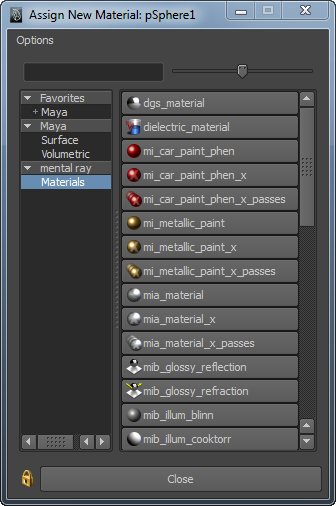 Assign New Material: pSphere1
Options
Favorites
+ Maya
Maya
Surface
Volumetric
mental ray
Materials
dgs_material
dielectric_material
mi_car_paint_phen
mi_car_paint_phen_x
mi_car_paint_phen_x_passes
mi_metallic_paint
mi_metallic_paint_x
mi_metallic_paint_x_passes
mia_material
mia_material_x
mia_material_x_passes
mib_glossy_reflection
mib_glossy_refraction
mib_illum_blinn
mib_illum_cooktorr
Close